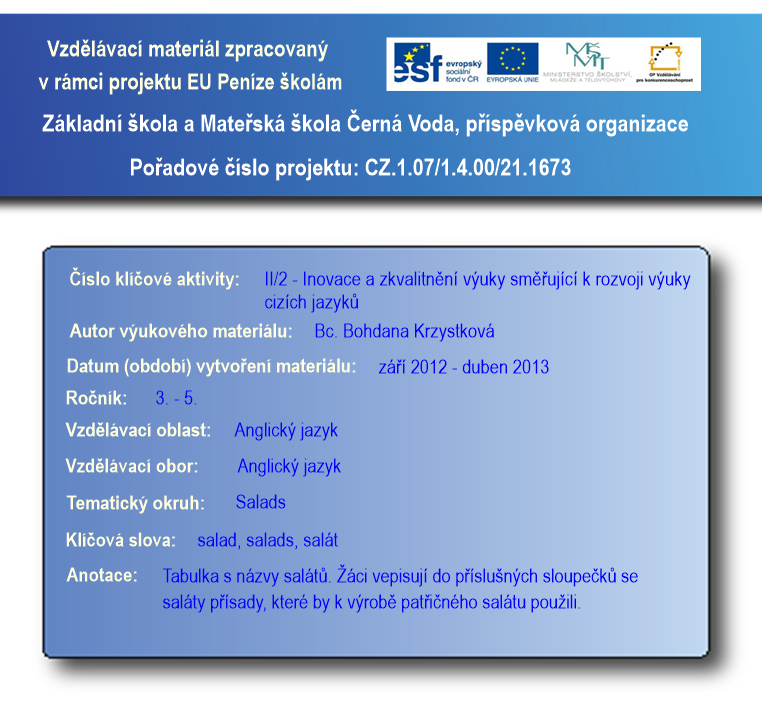 Vzdělávací materiál zpracovaný
v rámci projektu EU Peníze školám
esf evropský sociální fond v ČR
EVROPSKÁ UNIE
MINISTERSTVO ŠKOLSTVÍ,
MLÁDEŽE A TĚLOVÝCHOVY
OP Vzdělávání
pro konkurenceschopnost
Základní škola a Mateřská škola Černá Voda, příspěvková organizace
Pořadové číslo projektu: CZ.1.07/1.4.00/21.1673
Číslo klíčové aktivity: II/2 - Inovace a zkvalitnění výuky směřující k rozvoji výuky
cizích jazyků
Autor výukového materiálu: Bc. Bohdana Krzystková
Datum (období) vytvoření materiálu: září 2012 - duben 2013
Ročník: 3. - 5.
Vzdělávací oblast: Anglický jazyk
Vzdělávací obor: Anglický jazyk
Tematický okruh: Salads
Klíčová slova: salad, salads, salát
Anotace: Tabulka s názvy salátů. Žáci vepisují do příslušných sloupečků se
saláty přísady, které by k výrobě patřičného salátu použili.